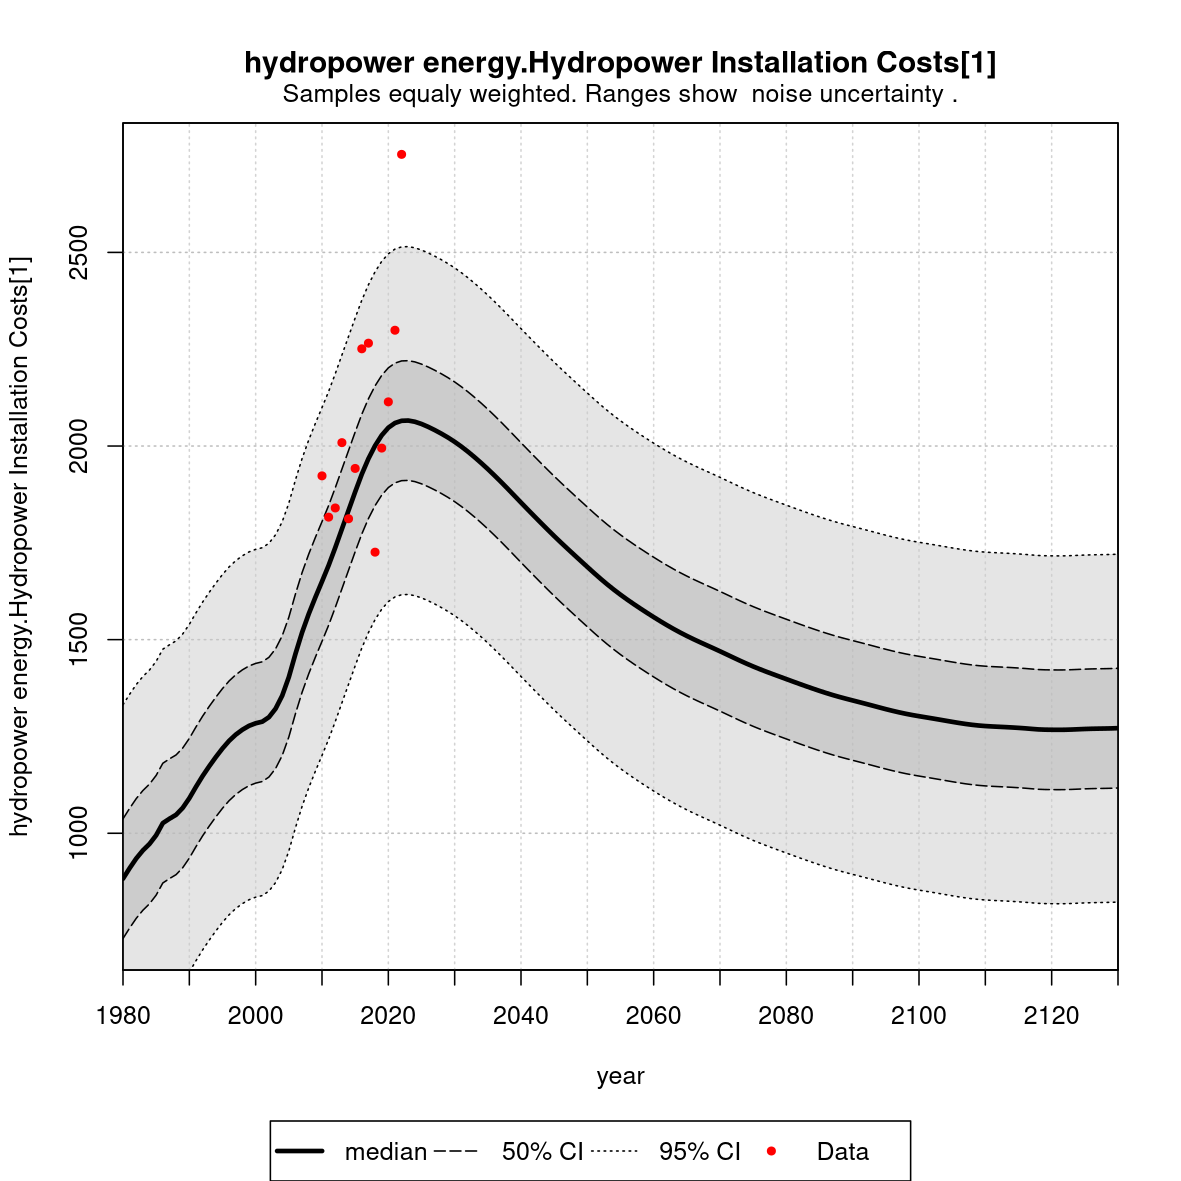 hydropower energy.Hydropower Installation Costs[1]
Samples equaly weighted. Ranges show  noise uncertainty .
hydropower energy.Hydropower Installation Costs[1]
2500
2000
1500
1000
1980 2000 2020 2040 2060 2080 2100 2120
year
median 50% CI 95% CI Data